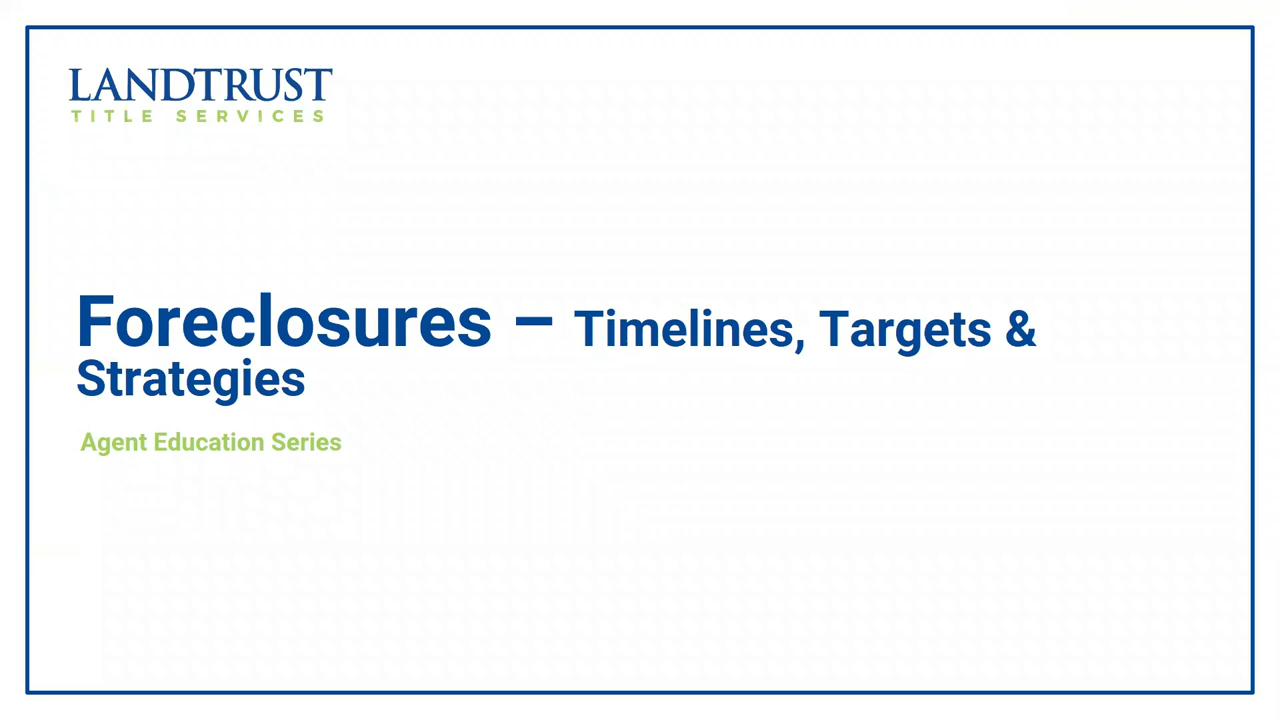 LANDTRUST
TITLE SERVICES
Foreclosures – Timelines, Targets &
Strategies
Agent Education Series